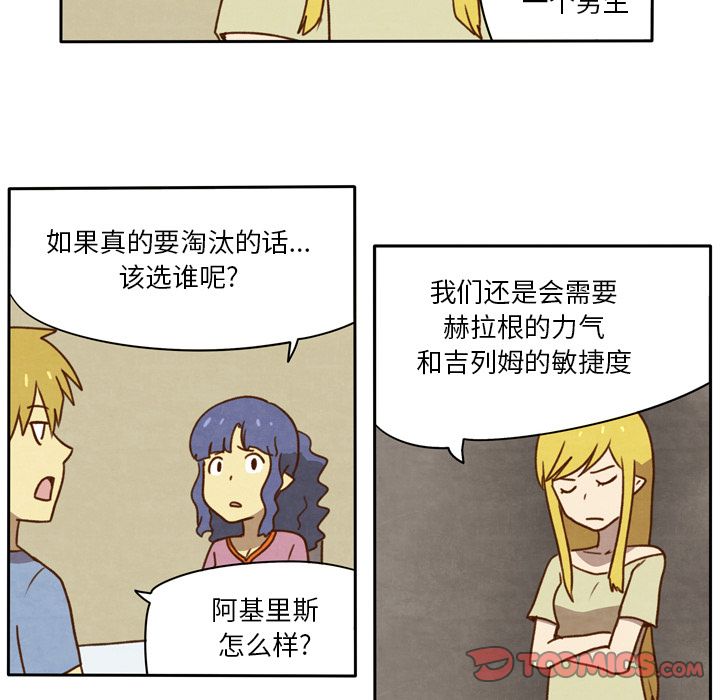 一个男生
如果真的要淘汰的话...
该选谁呢?
我们还是会需要
赫拉根的力气
和吉列姆的敏捷度
阿基里斯
怎么样?
TOOMICS.COM